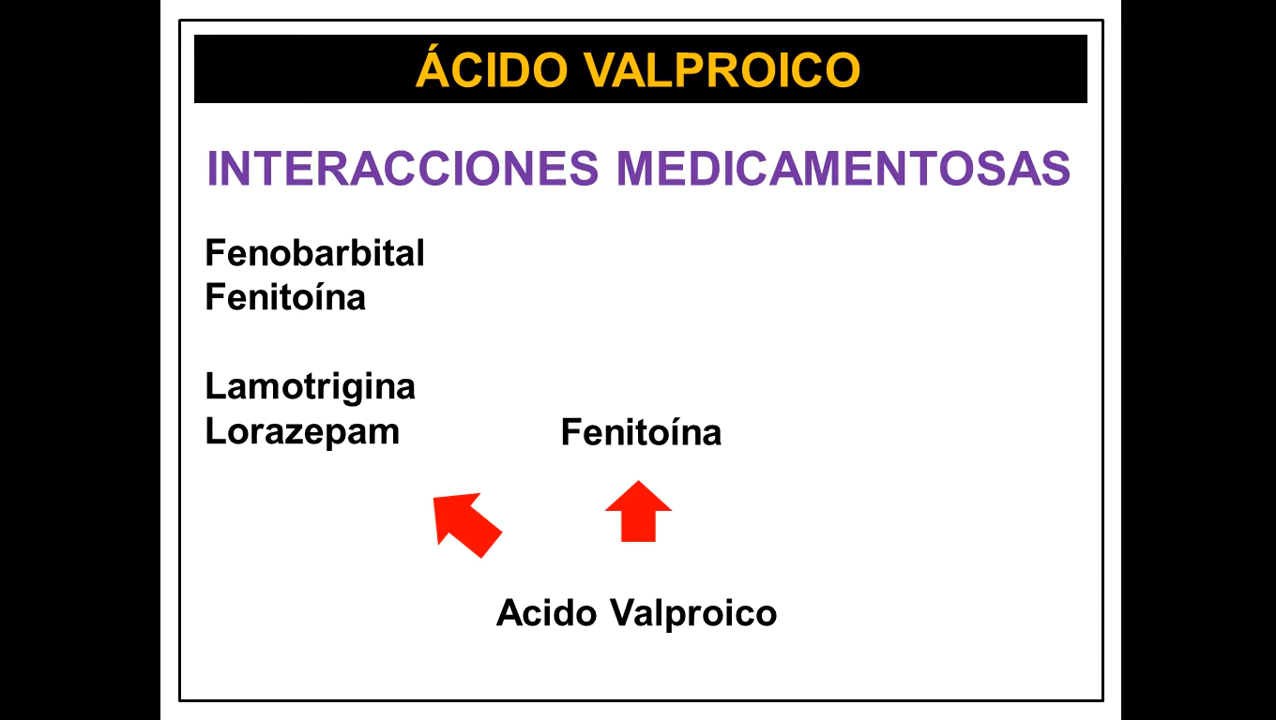 ÁCIDO VALPROICO
INTERACCIONES MEDICAMENTOSAS
Fenobarbital
Fenitoína
Lamotrigina
Lorazepam
Fenitoína
Acido Valproico